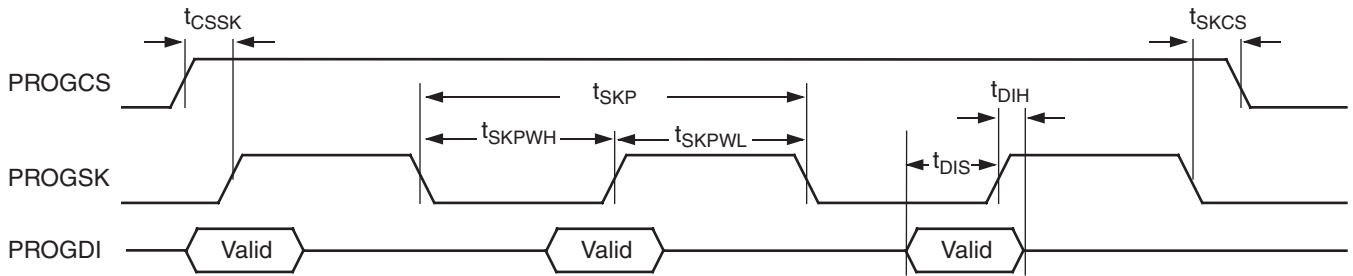 tCSSK
tSKCS
PROGCS
tSKP
tDIH
tSKPWH
tSKPWL
PROGSK
tDIS
PROGDI
Valid
Valid
Valid